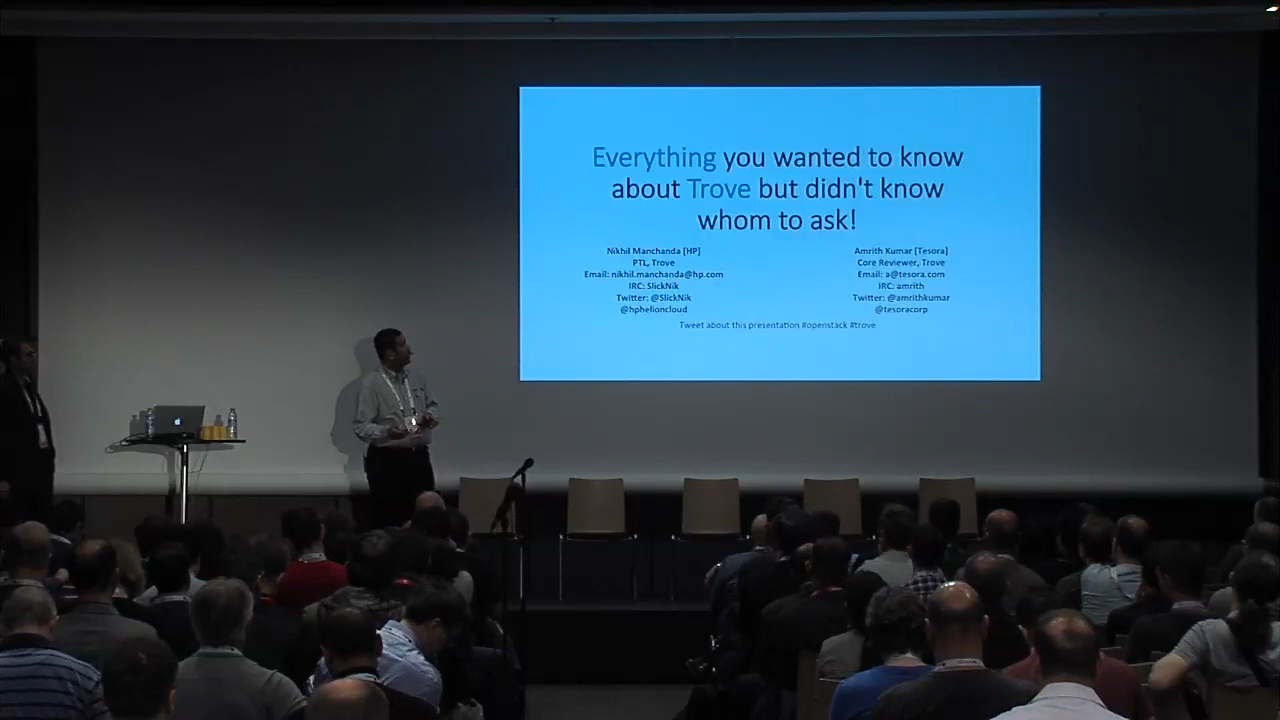 Everything you wanted to know
about Trove but didn't know
whom to ask!
Nikhil Manchanda [HP]
PTL, Trove
Email: nikhil.manchanda@hp.com
IRC: SlickNik
Twitter: @SlickNik
@hphelioncloud
Amrith Kumar [Tesora]
Core Reviewer, Trove
Email: a@tesora.com
IRC: amrith
Twitter: @amrithkumar
@tesoracorp
Tweet about this presentation #openstack #trove